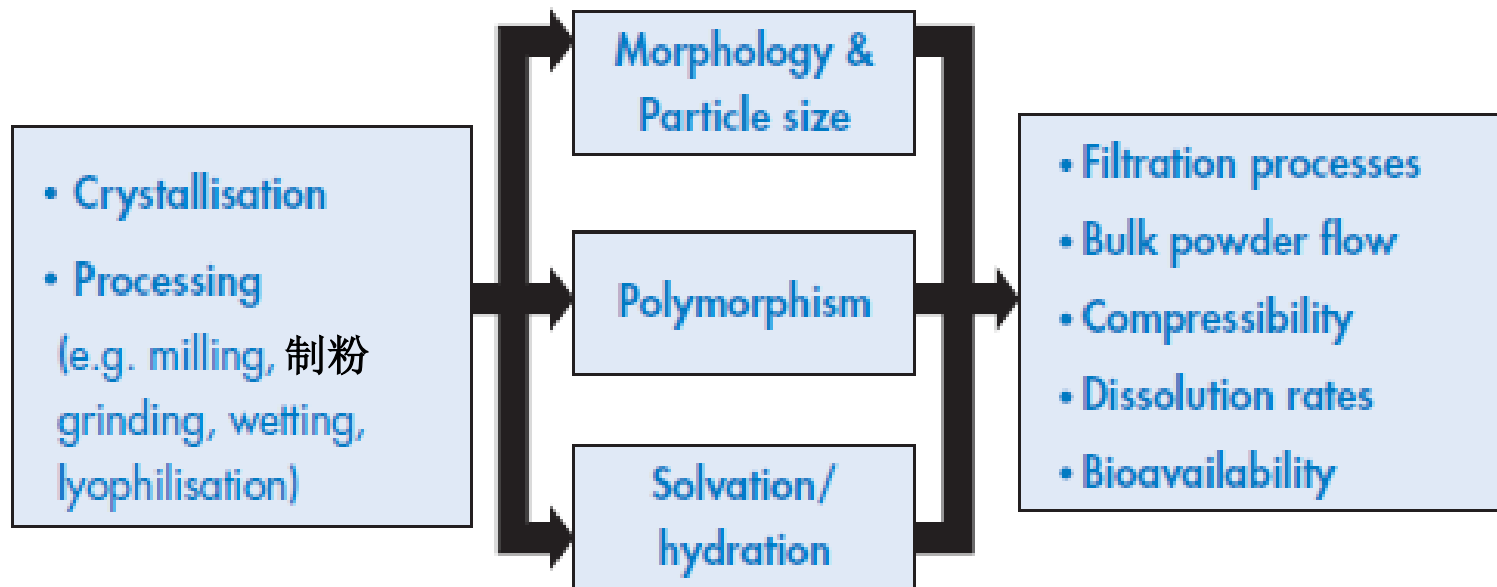 • Crystallisation
• Processing
(e.g. milling, 制粉
grinding, wetting,
lyophilisation)
Morphology &
Particle size
Polymorphism
Solvation/
hydration
• Filtration processes
• Bulk powder flow
• Compressibility
• Dissolution rates
• Bioavailability